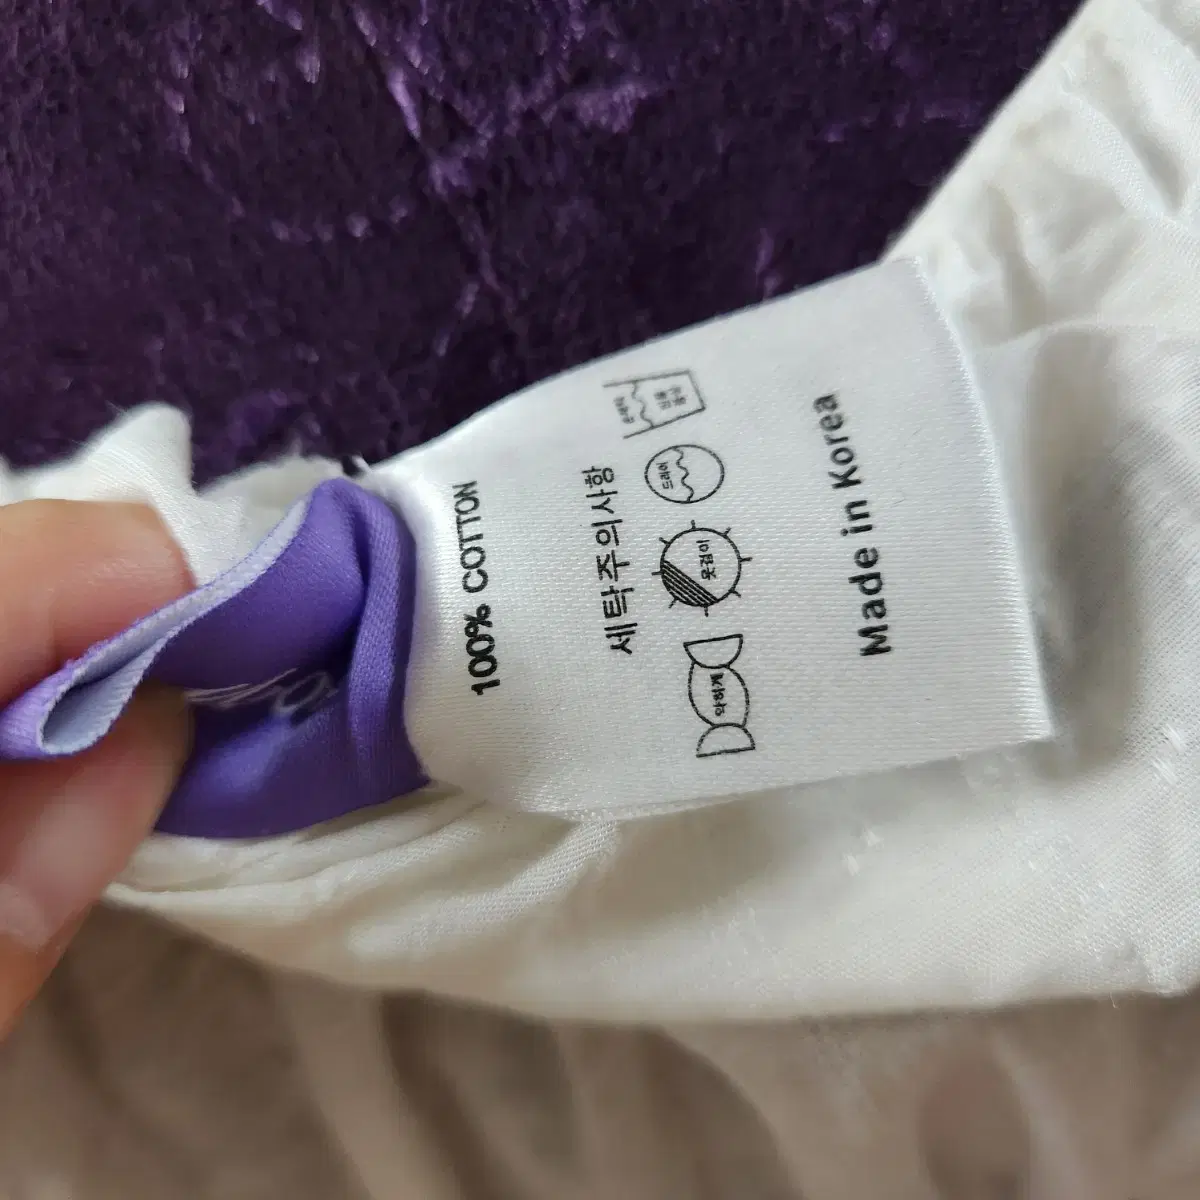 100% COTTON
세탁주의사항
약하게
옷걸이
드라이
Made in Korea